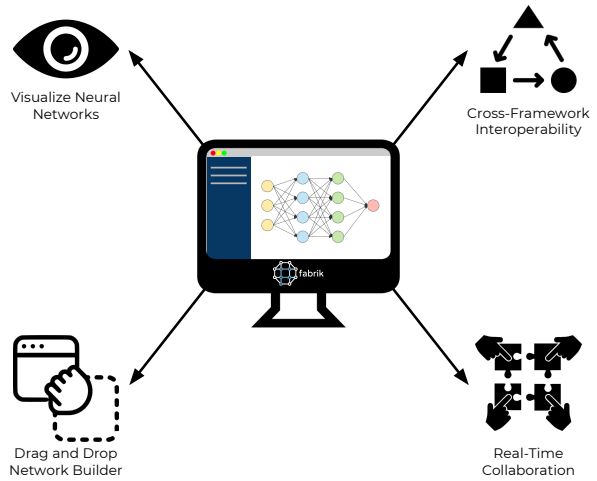 Visualize Neural
Networks
Cross-Framework
Interoperability
fabrik
Drag and Drop
Network Builder
Real-Time
Collaboration